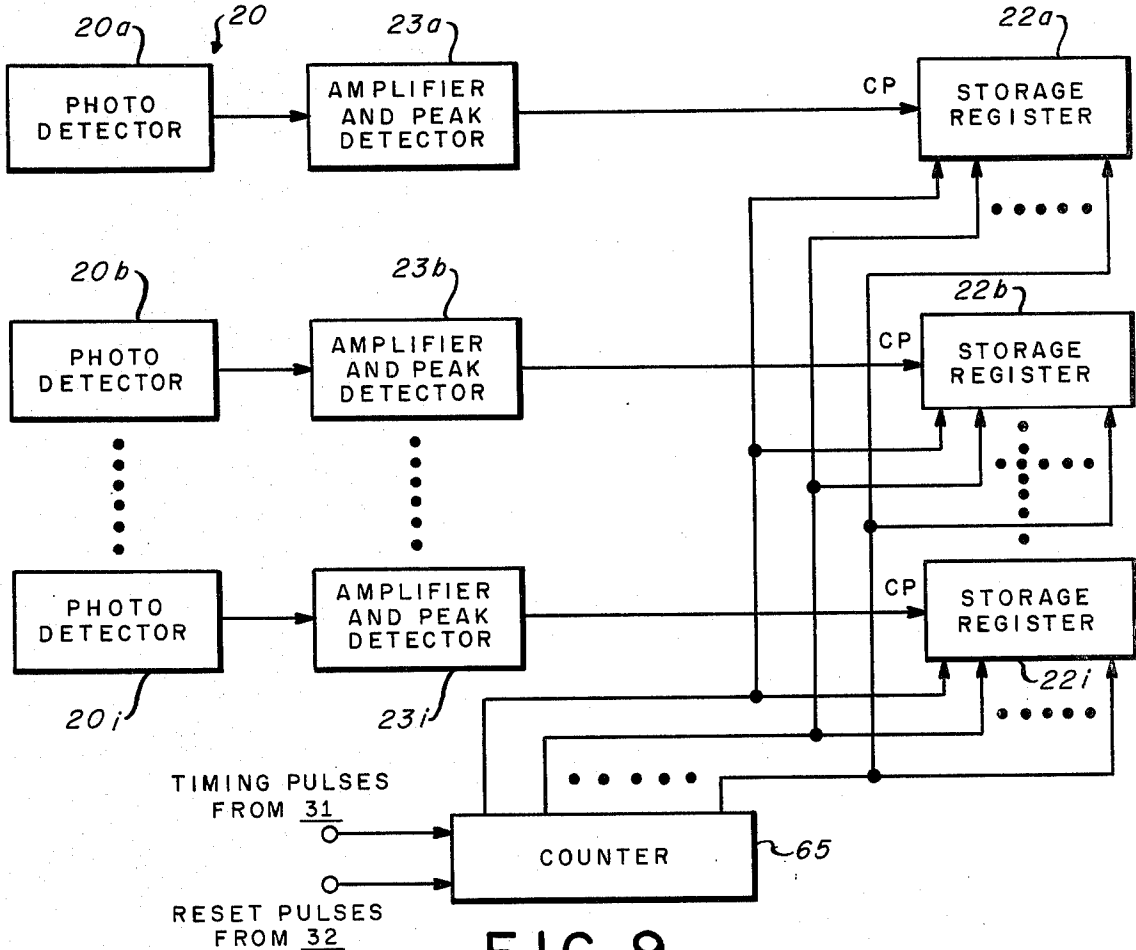 20a
20
23a
22a
PHOTO
DETECTOR
AMPLIFIER
AND PEAK
DETECTOR
CP
STORAGE
REGISTER
20b
23b
22b
PHOTO
DETECTOR
AMPLIFIER
AND PEAK
DETECTOR
CP
STORAGE
REGISTER
PHOTO
DETECTOR
AMPLIFIER
AND PEAK
DETECTOR
CP
STORAGE
REGISTER
20i
23i
22i
TIMING PULSES
FROM 31
COUNTER
65
RESET PULSES
FROM 32
FIG. 9